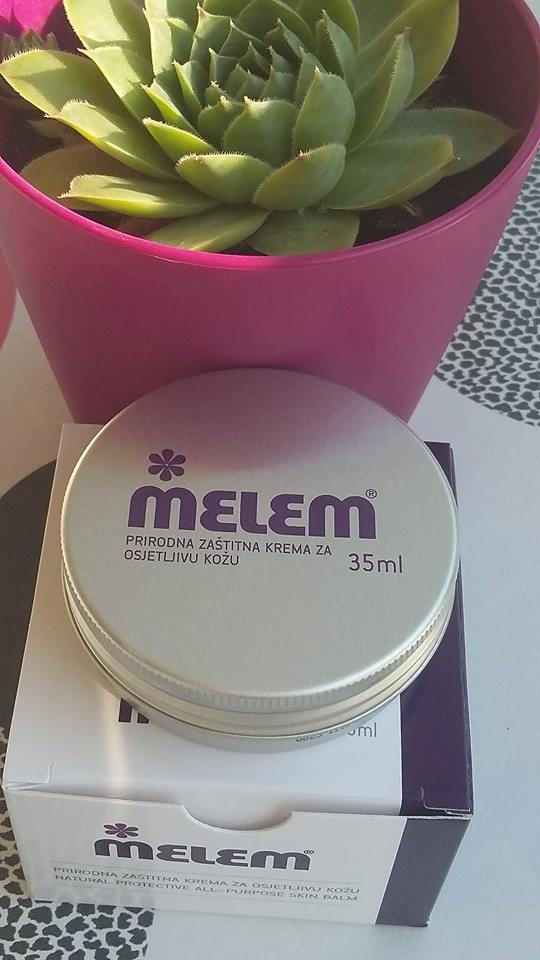 MELEM®
PRIRODNA ZAŠTITNA KREMA ZA
OSJETLJIVU KOŽU 35ml
ml
MELEM®
PRIRODNA ZAŠTITNA KREMA ZA OSJETLJIVU KOŽU
NATURAL PROTECTIVE ALL-PURPOSE SKIN BALM